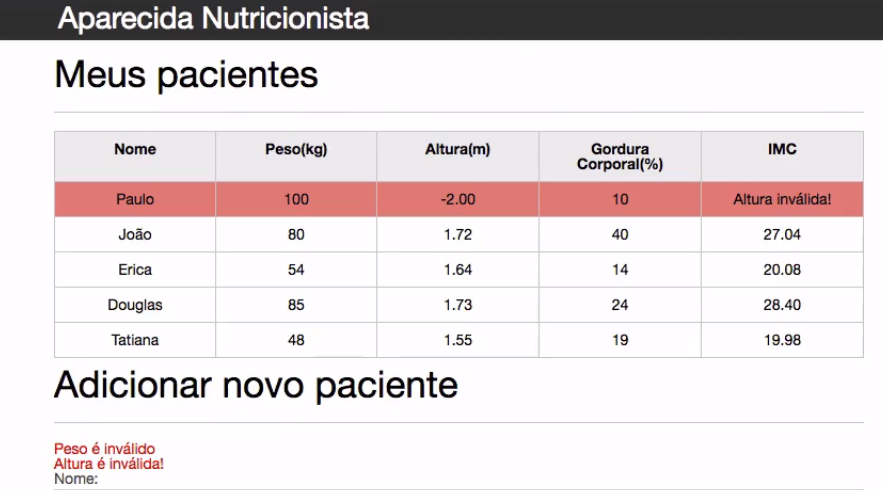 Aparecida Nutricionista
Meus pacientes
Nome Peso(kg) Altura(m) Gordura Corporal(%) IMC
Paulo 100 -2.00 10 Altura inválida!
João 80 1.72 40 27.04
Erica 54 1.64 14 20.08
Douglas 85 1.73 24 28.40
Tatiana 48 1.55 19 19.98
Adicionar novo paciente
Peso é inválido
Altura é inválida!
Nome: